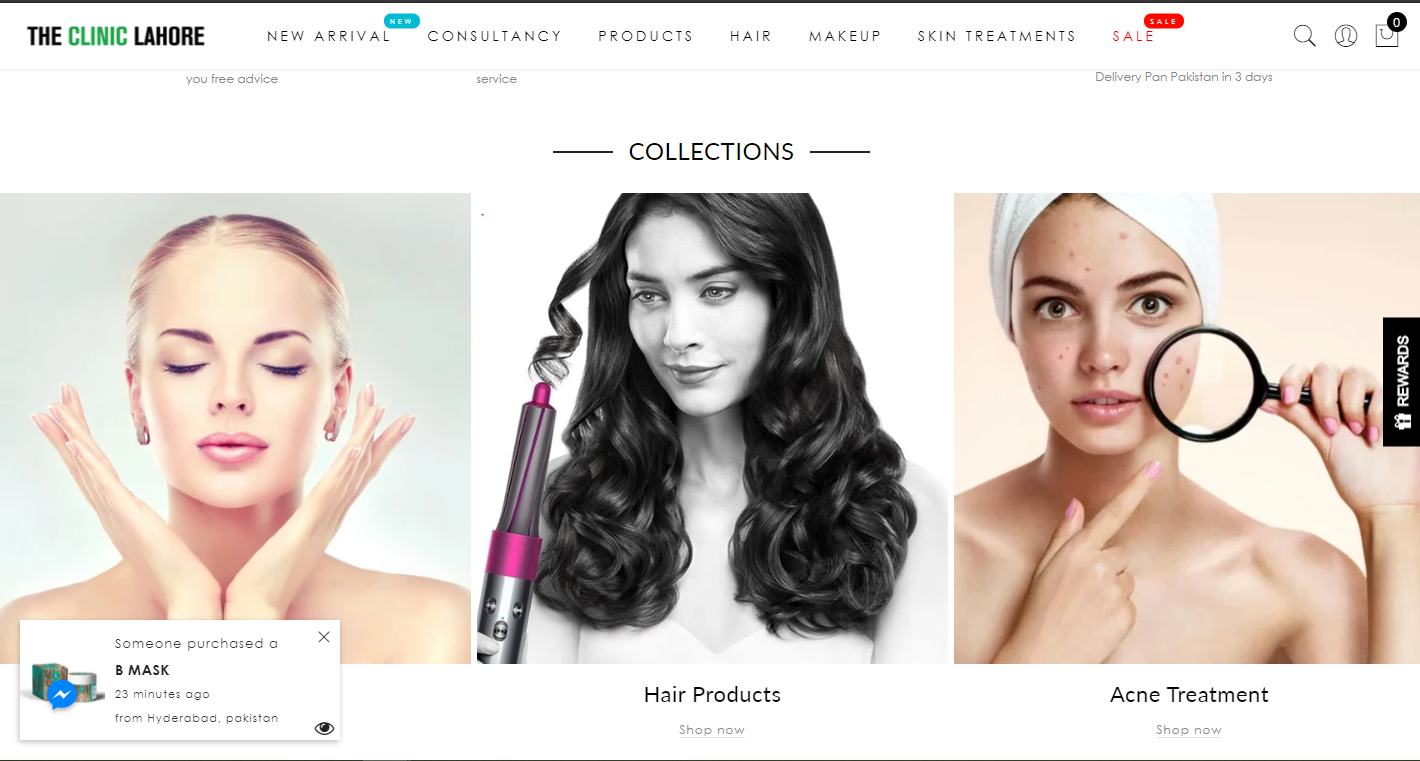 THE CLINIC LAHORE
NEW ARRIVAL
NEW
CONSULTANCY
PRODUCTS
HAIR
MAKEUP
SKIN TREATMENTS
SALE
SALE
0
you free advice
service
Delivery Pan Pakistan in 3 days
COLLECTIONS
REWARDS
Someone purchased a
B MASK
23 minutes ago
from Hyderabad, pakistan
Hair Products
Shop now
Acne Treatment
Shop now